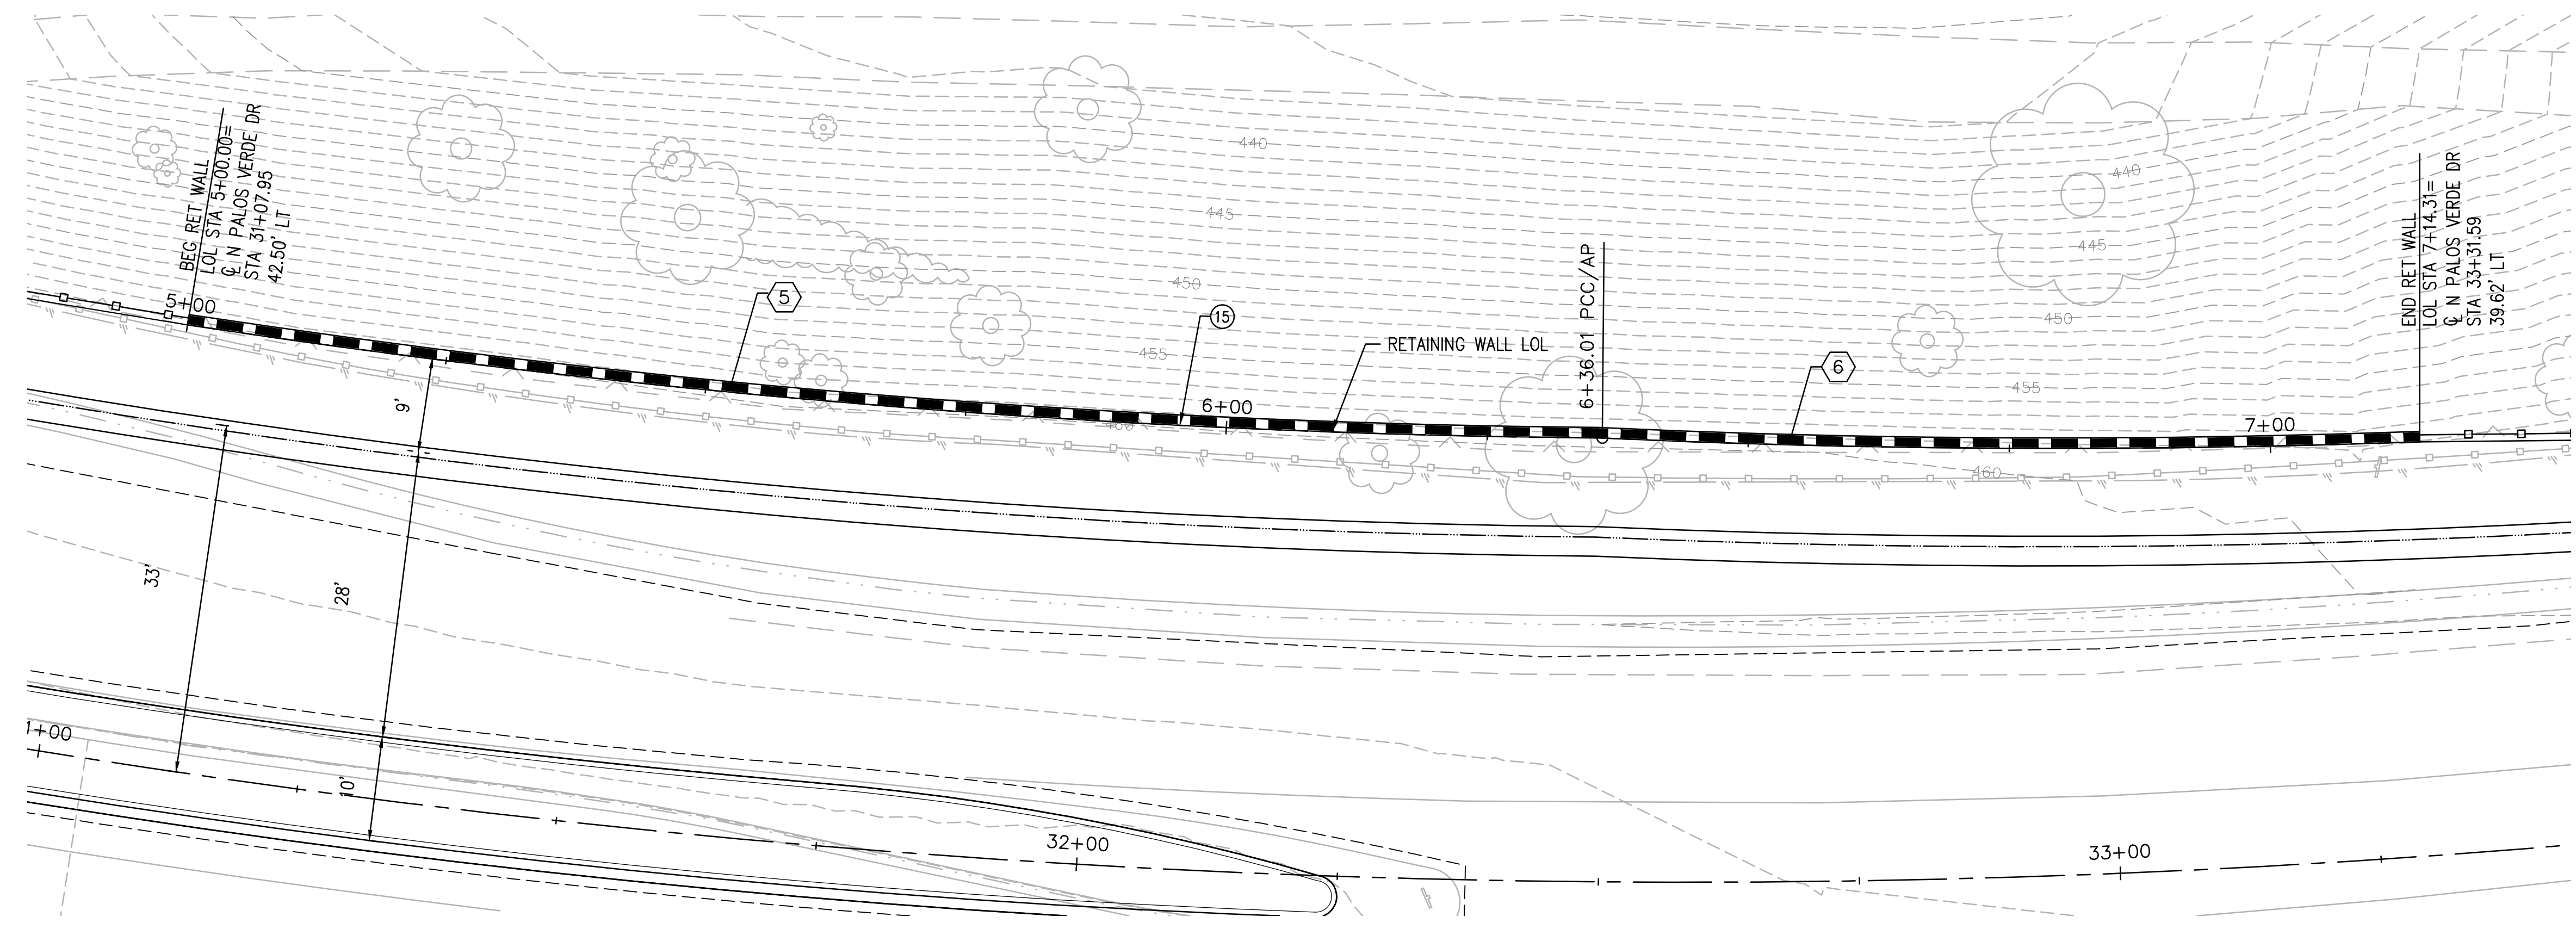 BEG RET WALL
LOL STA 5+00.00=
℄ N PALOS VERDE DR
STA 31+07.95
42.50' LT
5+00
5
15
RETAINING WALL LOL
6+00
6+36.01 PCC/AP
6
7+00
END RET WALL
LOL STA 7+14.31=
℄ N PALOS VERDE DR
STA 33+31.59
39.62' LT
440
445
450
455
460
440
445
450
455
460
9'
33'
28'
10'
1+00
32+00
33+00